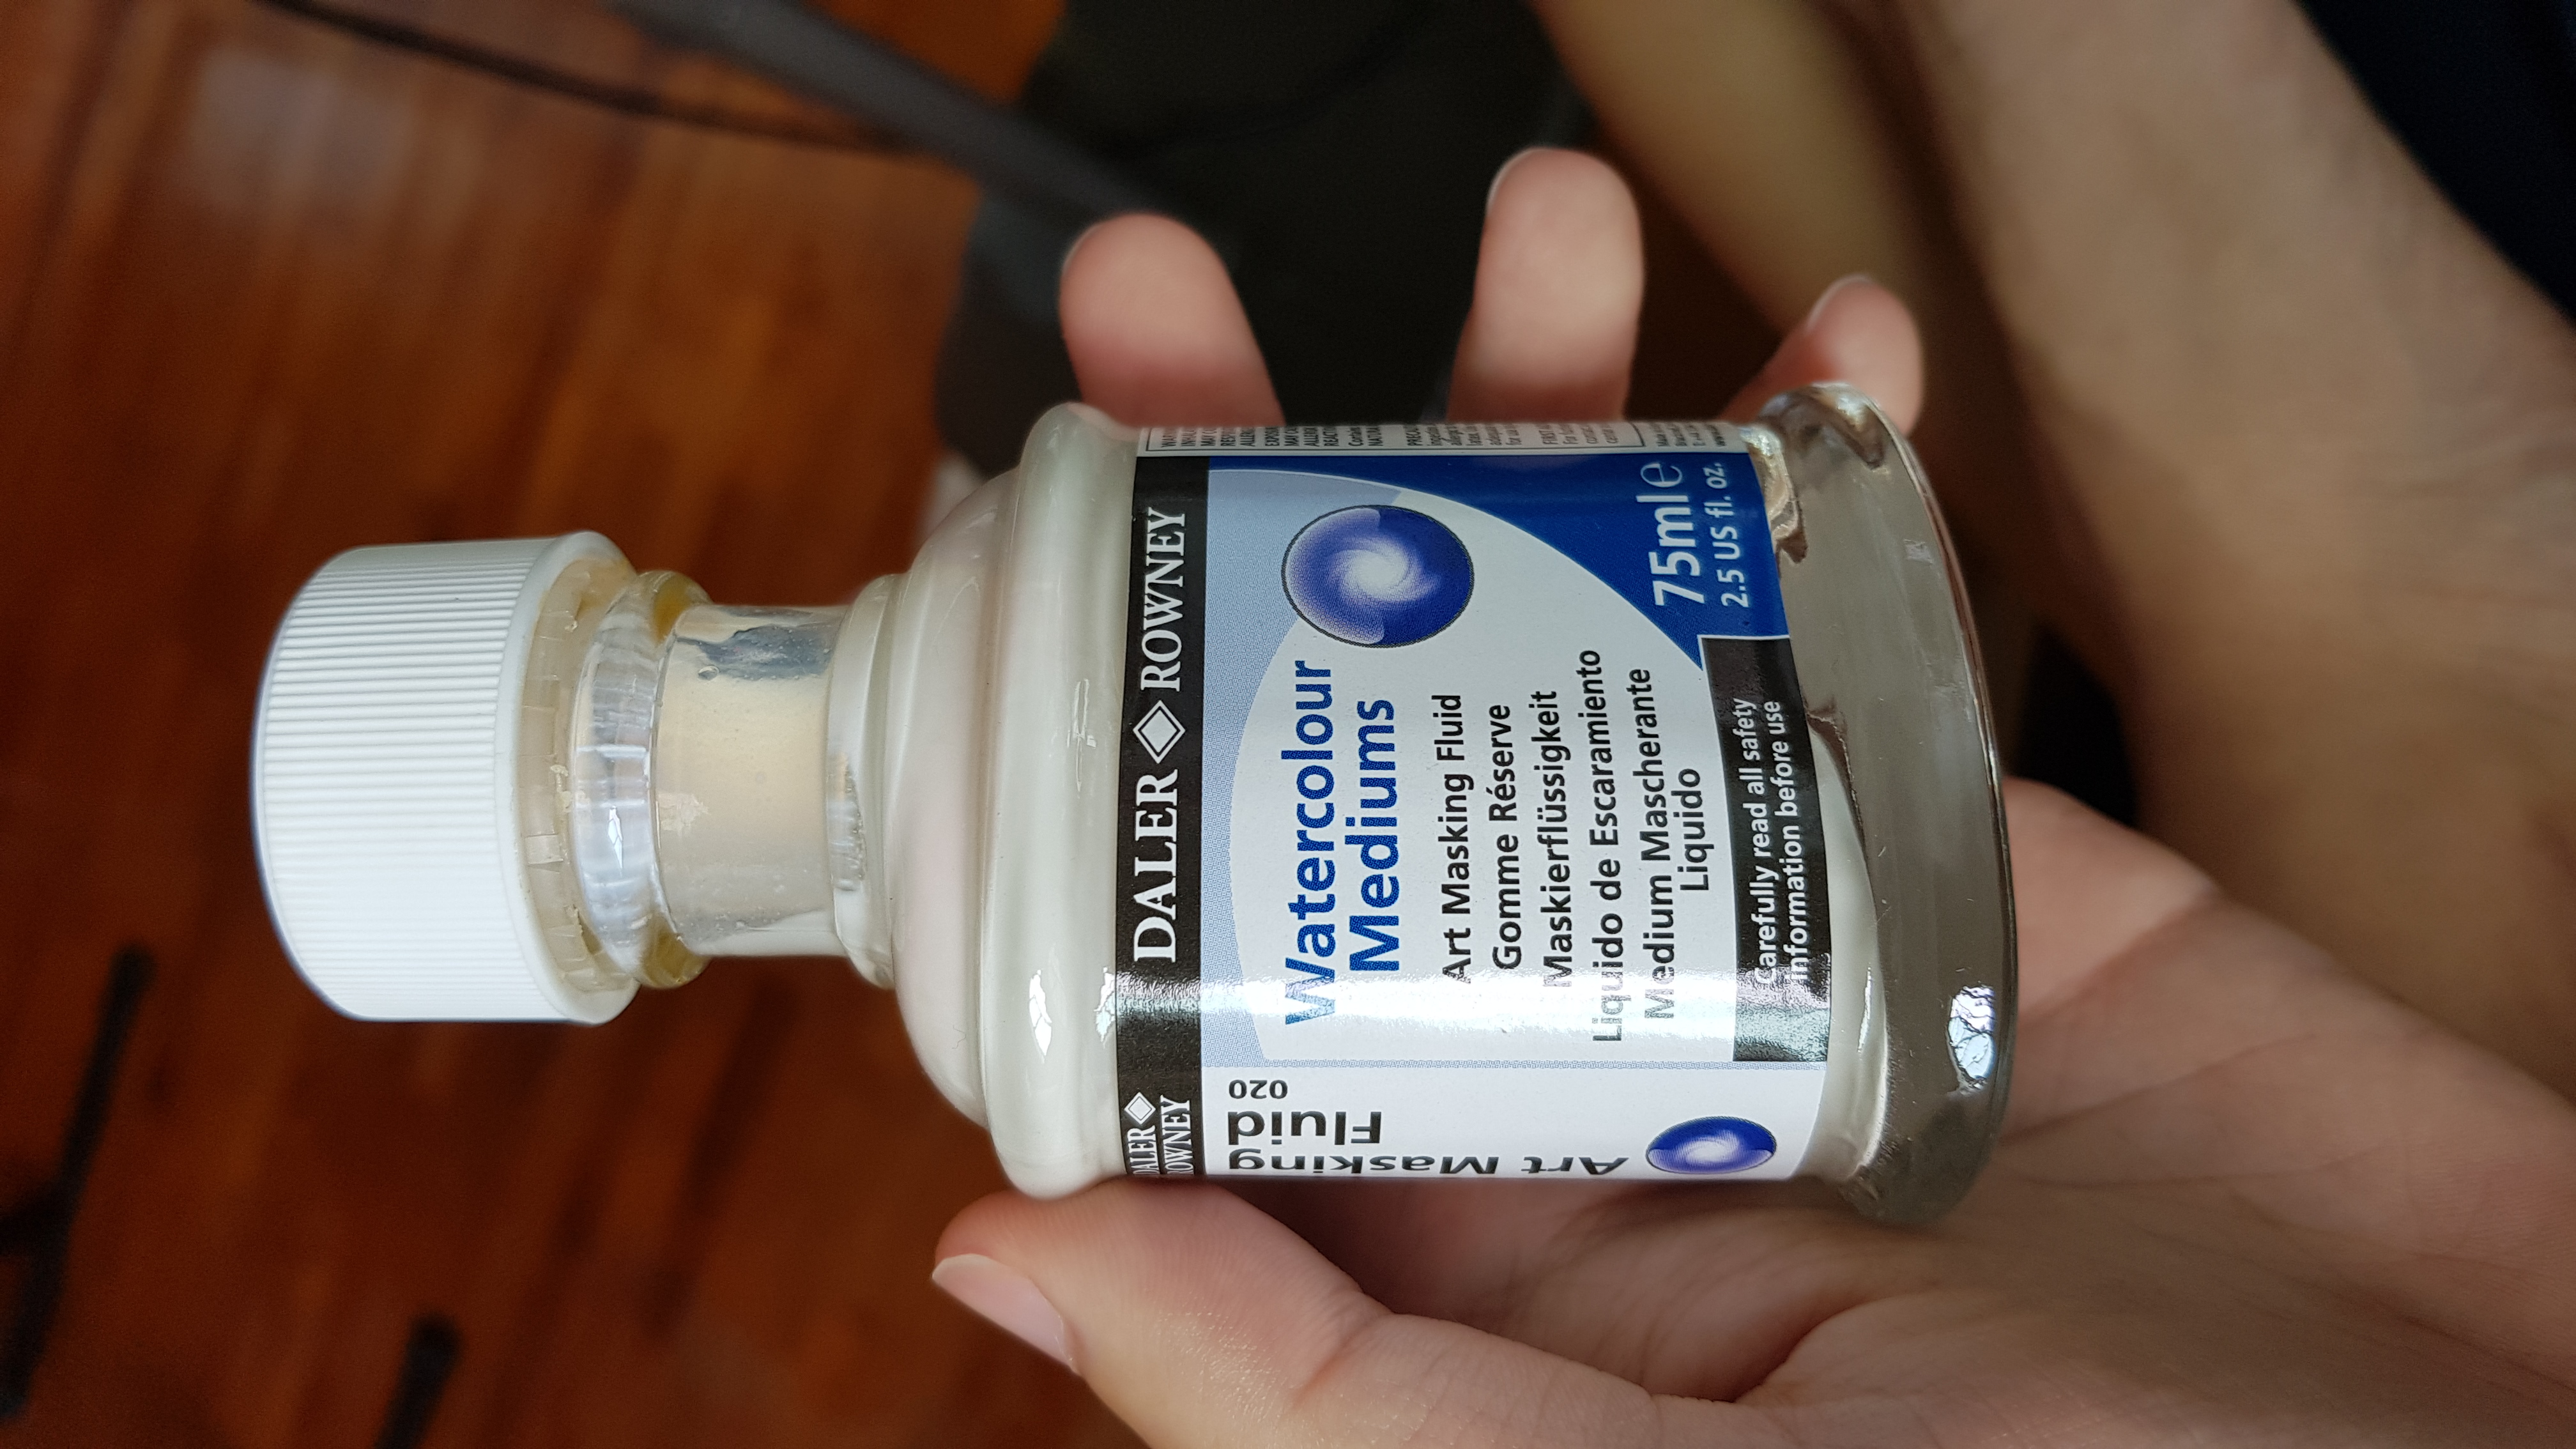 DALER ROWNEY
Watercolour
Mediums
Art Masking Fluid
Gomme Réserve
Maskierflüssigkeit
Liquido de Escaramiento
Medium Mascherante
Liquido
Carefully read all safety
information before use
75ml e
2.5 US fl. oz.
DALER
ROWNEY
Art Masking
Fluid
020